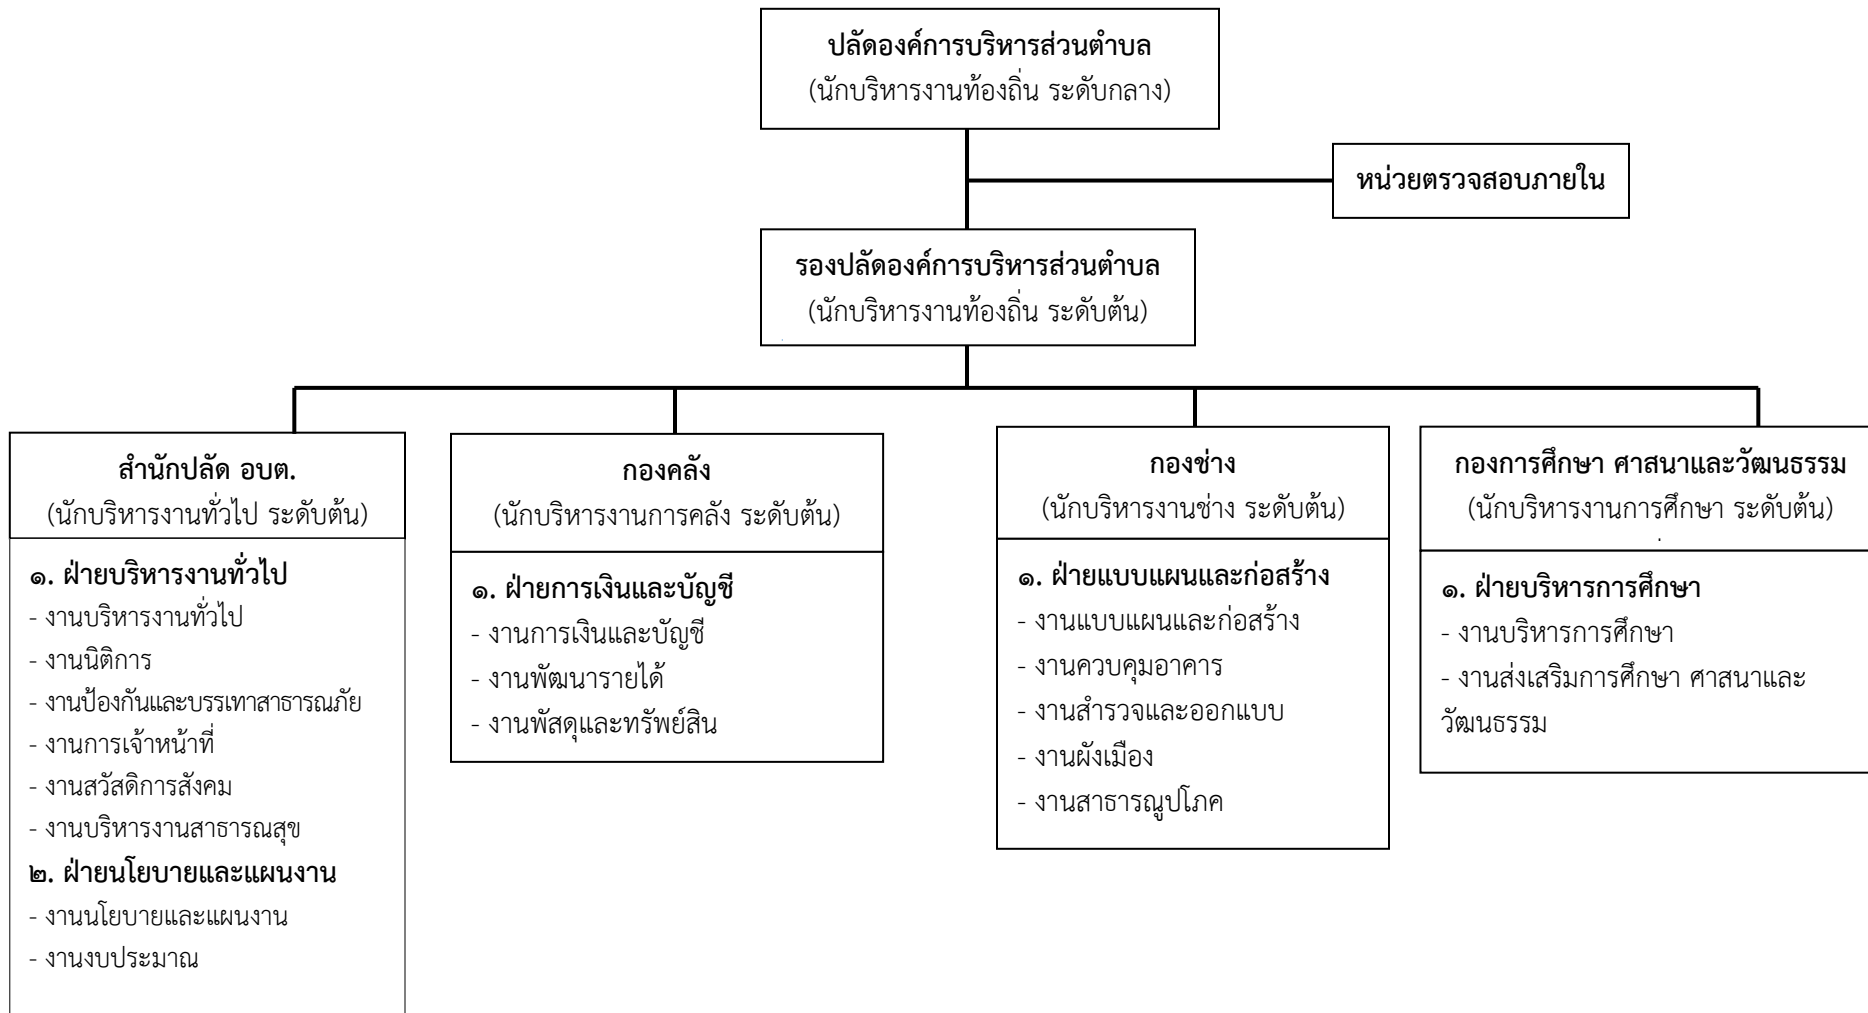 ปลัดองค์การบริหารส่วนตำบล
(นักบริหารงานท้องถิ่น ระดับกลาง)
หน่วยตรวจสอบภายใน
รองปลัดองค์การบริหารส่วนตำบล
(นักบริหารงานท้องถิ่น ระดับต้น)
สำนักปลัด อบต.
(นักบริหารงานทั่วไป ระดับต้น)
๑. ฝ่ายบริหารงานทั่วไป
- งานบริหารงานทั่วไป
- งานนิติการ
- งานป้องกันและบรรเทาสาธารณภัย
- งานการเจ้าหน้าที่
- งานสวัสดิการสังคม
- งานบริหารงานสาธารณสุข
๒. ฝ่ายนโยบายและแผนงาน
- งานนโยบายและแผนงาน
- งานงบประมาณ
กองคลัง
(นักบริหารงานการคลัง ระดับต้น)
๑. ฝ่ายการเงินและบัญชี
- งานการเงินและบัญชี
- งานพัฒนารายได้
- งานพัสดุและทรัพย์สิน
กองช่าง
(นักบริหารงานช่าง ระดับต้น)
๑. ฝ่ายแบบแผนและก่อสร้าง
- งานแบบแผนและก่อสร้าง
- งานควบคุมอาคาร
- งานสำรวจและออกแบบ
- งานผังเมือง
- งานสาธารณูปโภค
กองการศึกษา ศาสนาและวัฒนธรรม
(นักบริหารงานการศึกษา ระดับต้น)
๑. ฝ่ายบริหารการศึกษา
- งานบริหารการศึกษา
- งานส่งเสริมการศึกษา ศาสนาและ
วัฒนธรรม